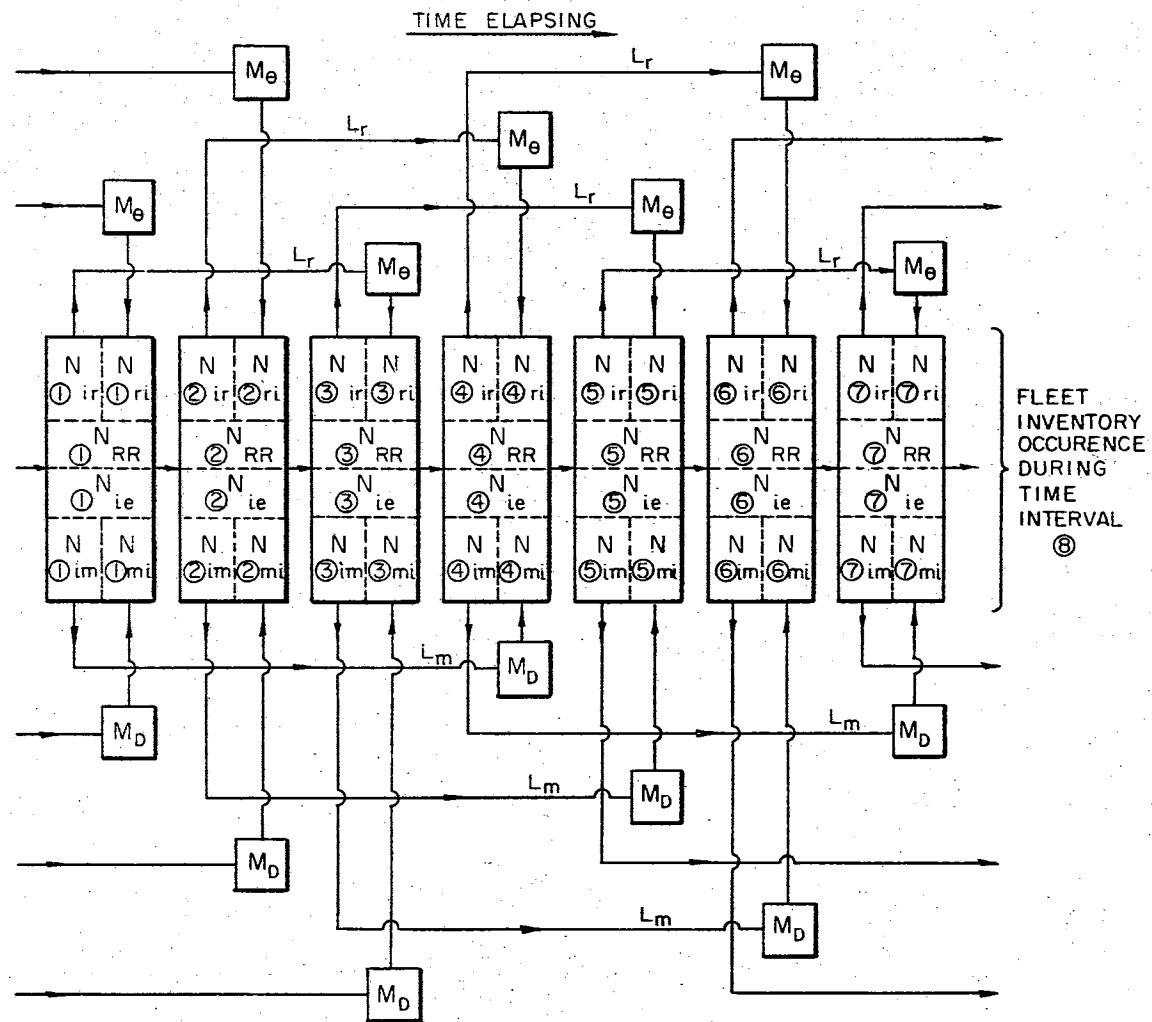 TIME ELAPSING
Mθ
Lr
Mθ
Lr
Mθ
Mθ
Lr
Mθ
Lr
Mθ
Lr
Mθ
N N N N N N N N N N N N N N
① ir ① ri ② ir ② ri ③ ir ③ ri ④ ir ④ ri ⑤ ir ⑤ ri ⑥ ir ⑥ ri ⑦ ir ⑦ ri
N N N N N N N
① RR ② RR ③ RR ④ RR ⑤ RR ⑥ RR ⑦ RR
N N N N N N N
① ie ② ie ③ ie ④ ie ⑤ ie ⑥ ie ⑦ ie
N N N N N N N N N N N N N N
① im ① mi ② im ② mi ③ im ③ mi ④ im ④ mi ⑤ im ⑤ mi ⑥ im ⑥ mi ⑦ im ⑦ mi
FLEET
INVENTORY
OCCURENCE
DURING
TIME
INTERVAL
⑧
Lm
MD
MD
Lm
MD
Lm
MD
MD
Lm
MD
MD